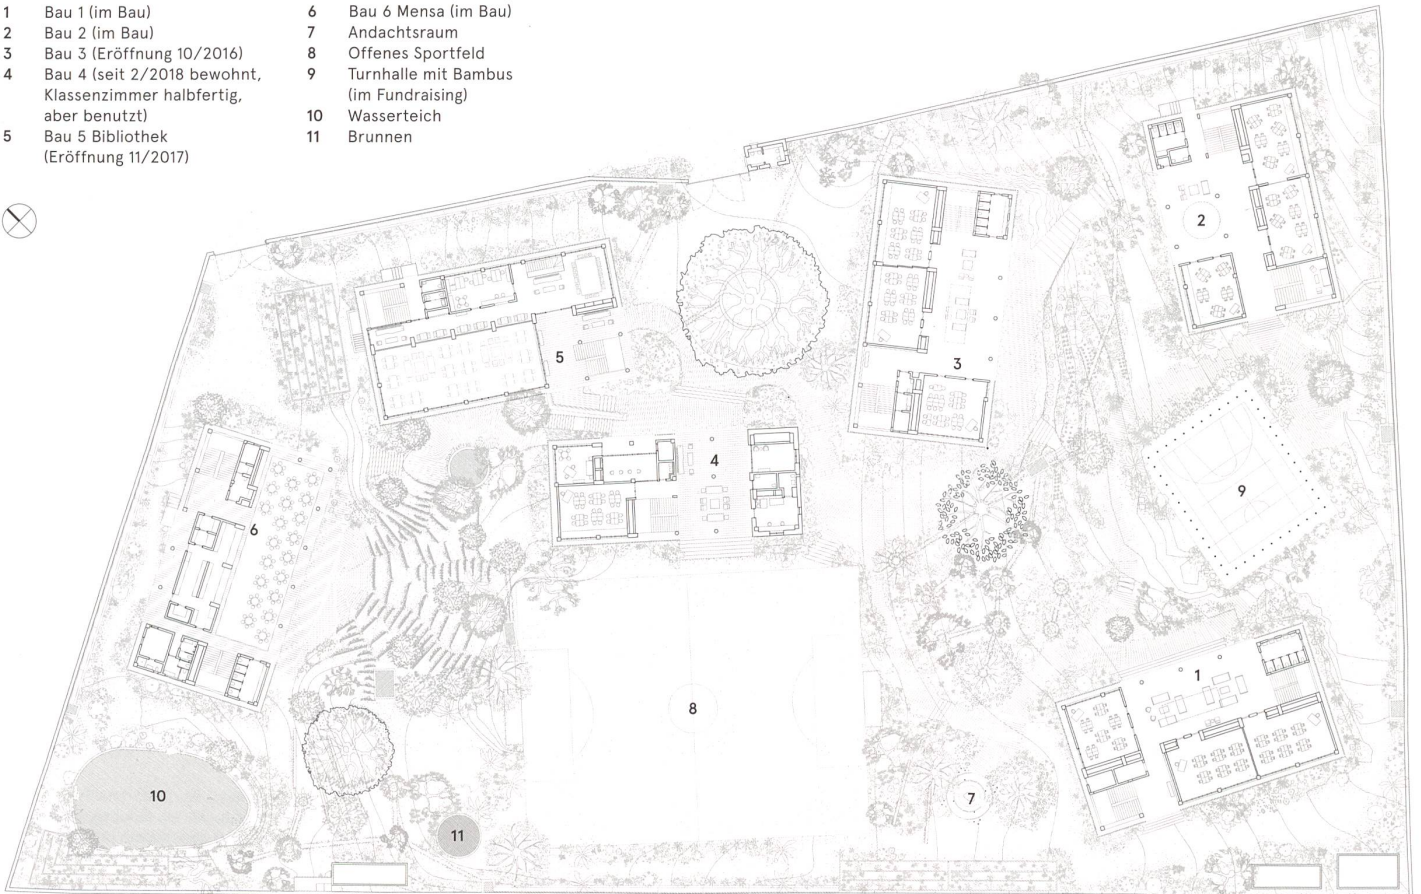 1 Bau 1 (im Bau)
2 Bau 2 (im Bau)
3 Bau 3 (Eröffnung 10/2016)
4 Bau 4 (seit 2/2018 bewohnt,
Klassenzimmer halbfertig,
aber benutzt)
5 Bau 5 Bibliothek
(Eröffnung 11/2017)
6 Bau 6 Mensa (im Bau)
7 Andachtsraum
8 Offenes Sportfeld
9 Turnhalle mit Bambus
(im Fundraising)
10 Wasserteich
11 Brunnen
2
5
3
4
9
6
1
8
10
7
11